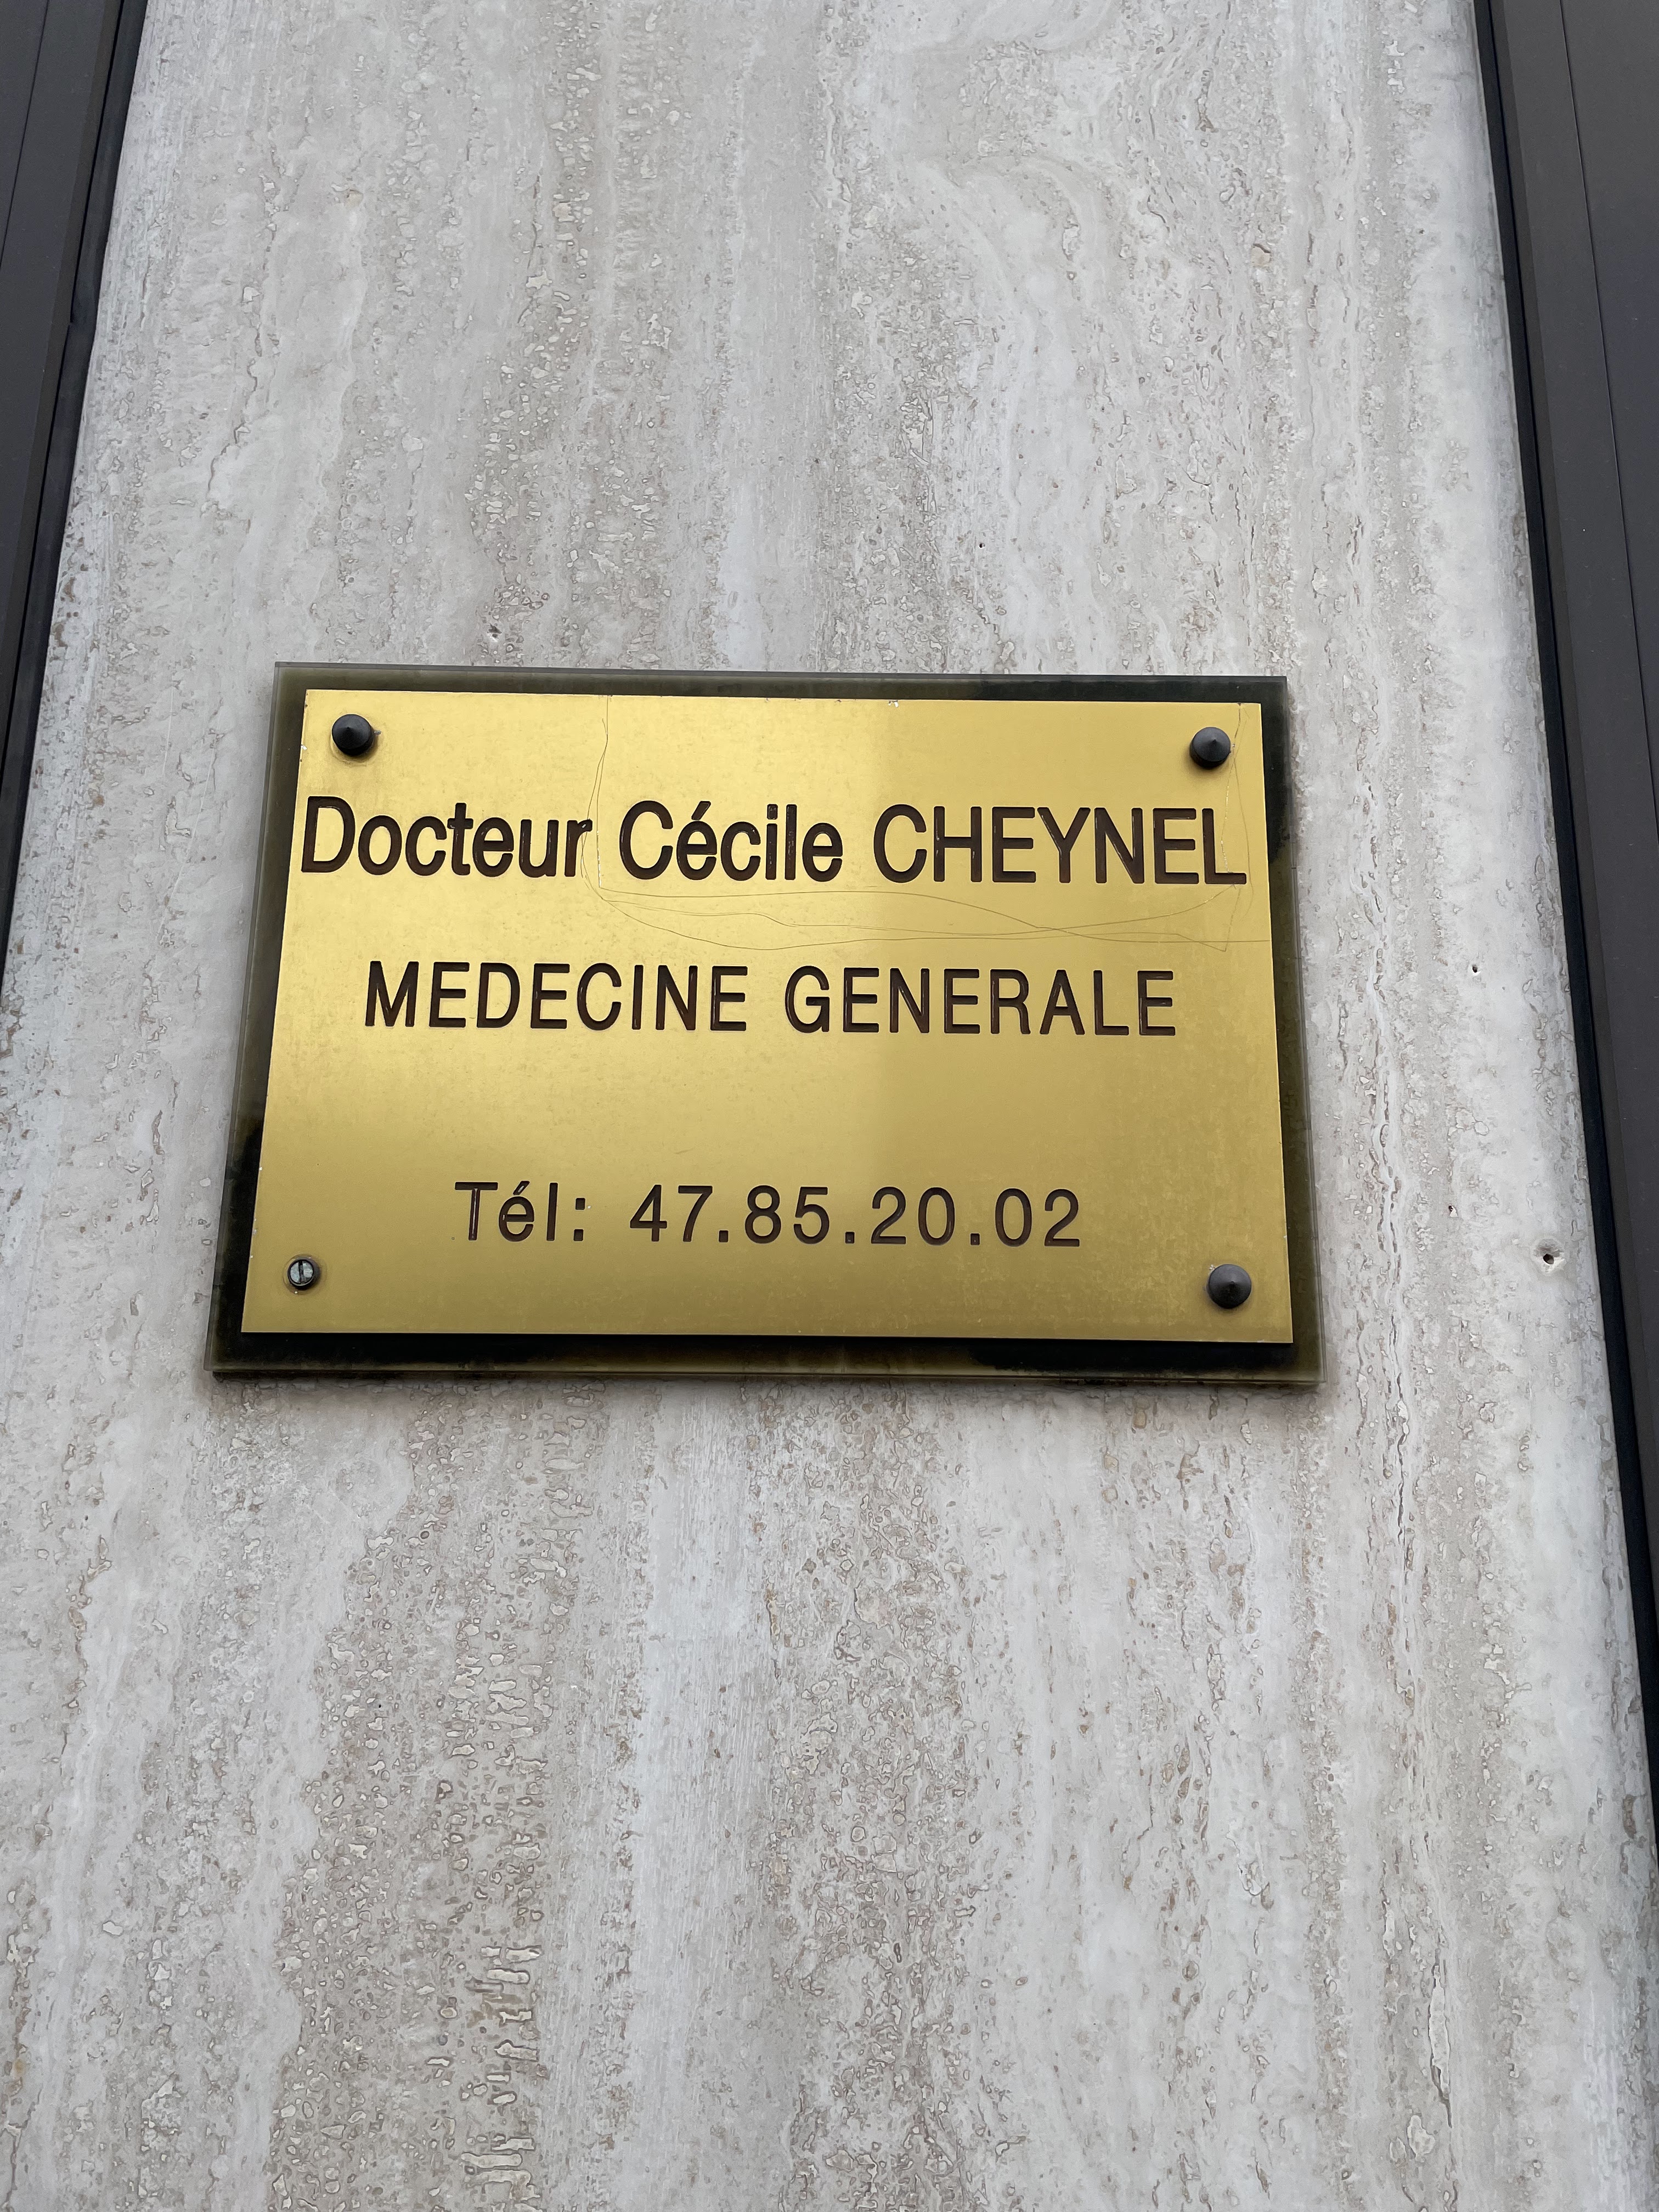 Docteur Cécile CHEYNEL
MEDECINE GENERALE
Tél: 47.85.20.02